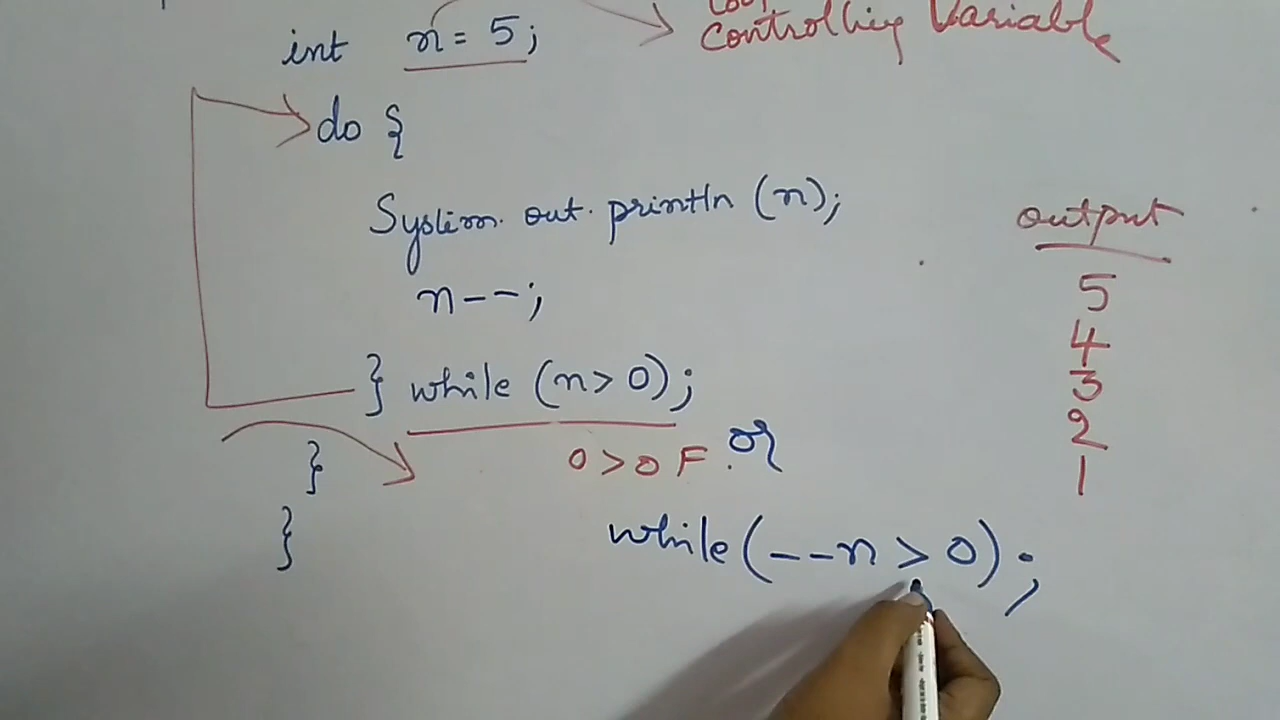 int n = 5; Controlling Variable
do {
System. out. println (n);
output
n--;
5
4
3
2
1
} while (n > 0);
0 > 0 F. or
}
}
while (--n > 0);